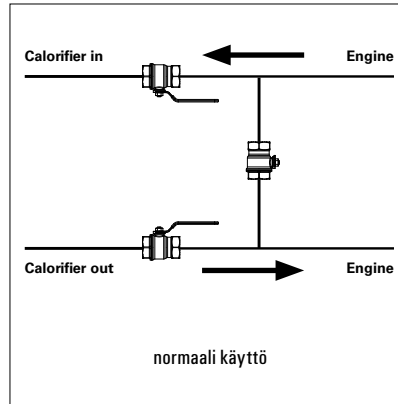 Calorifier in Engine
Calorifier out Engine
normaali käyttö